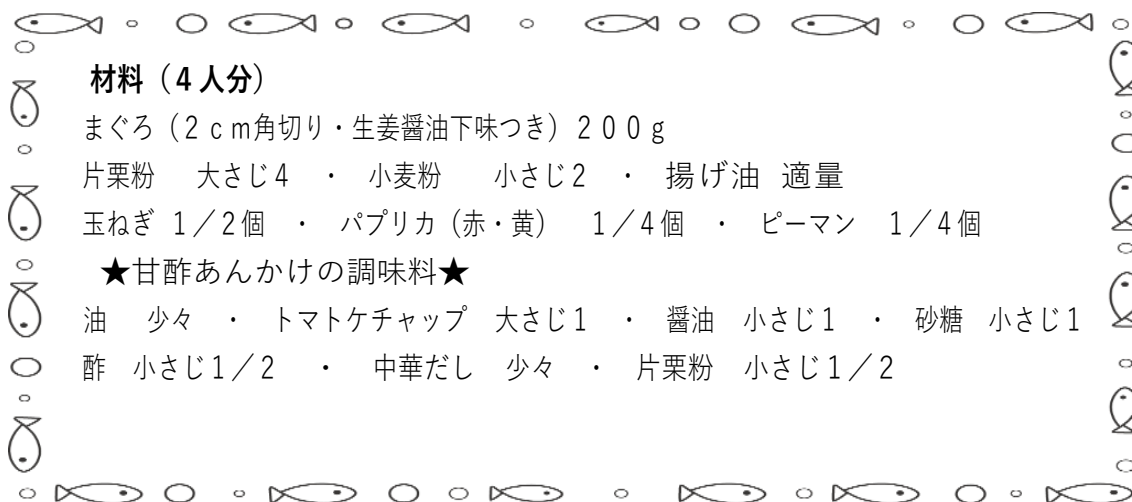 材料（４人分）
まぐろ（２ｃｍ角切り・生姜醤油下味つき）２００ｇ
片栗粉　大さじ４　・　小麦粉　小さじ２　・　揚げ油　適量
玉ねぎ　１／２個　・　パプリカ（赤・黄）　１／４個　・　ピーマン　１／４個
★甘酢あんかけの調味料★
油　少々　・　トマトケチャップ　大さじ１　・　醤油　小さじ１　・　砂糖　小さじ１
酢　小さじ１／２　・　中華だし　少々　・　片栗粉　小さじ１／２